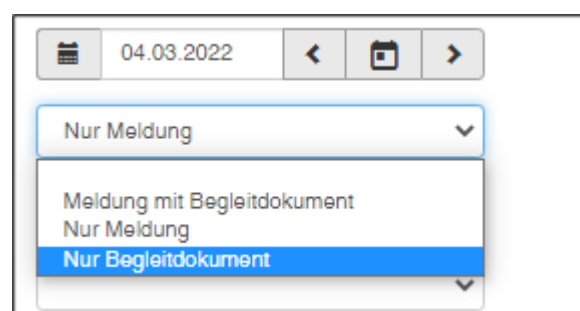 04.03.2022
Nur Meldung
Meldung mit Begleitdokument
Nur Meldung
Nur Begleitdokument